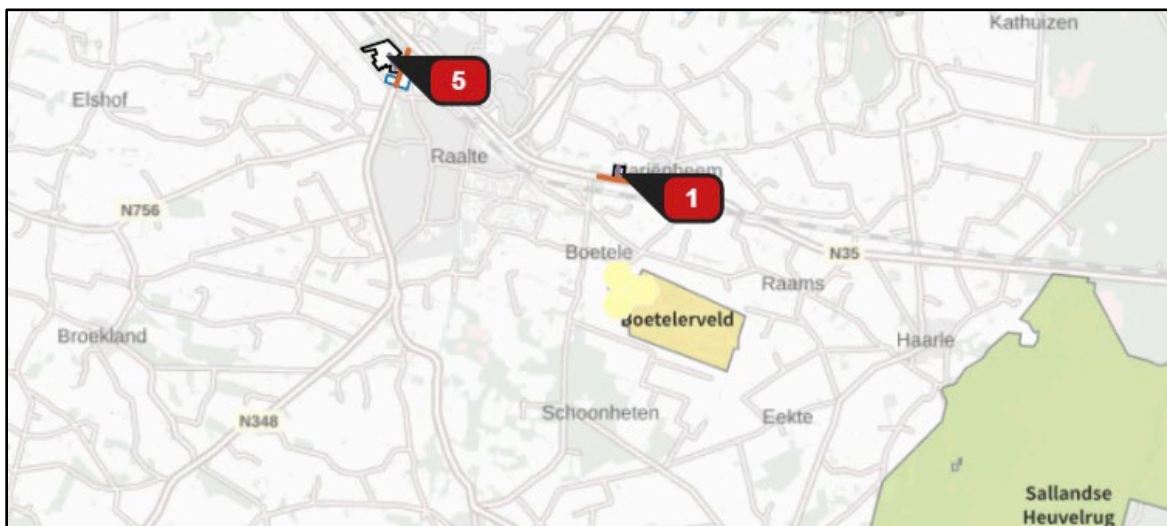 Kathuizen
5
Elshof
Raalte
1
N756
Boetele
N35
Raams
Boetelerveld
Broekland
Haarle
Schoonheten
Eekte
N348
Sallandse
Heuvelrug